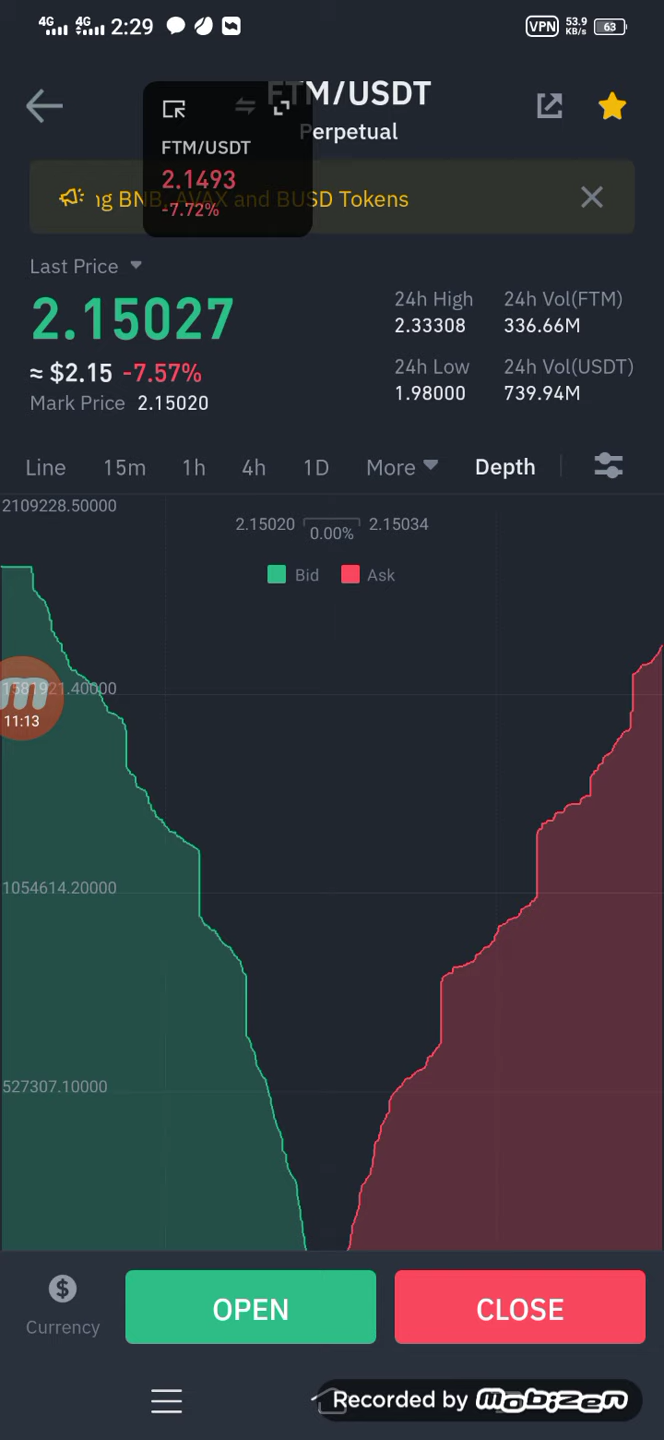 4G 4G 2:29 VPN 53.9 KB/s 63
FTM/USDT
Perpetual
FTM/USDT
2.1493
-7.72%
ng BNB, AVAX and BUSD Tokens
Last Price
2.15027
≈ $2.15 -7.57%
Mark Price 2.15020
24h High
2.33308
24h Vol(FTM)
336.66M
24h Low
1.98000
24h Vol(USDT)
739.94M
Line 15m 1h 4h 1D More Depth
2109228.50000
2.15020 2.15034
0.00%
Bid Ask
1581921.40000
m
11:13
1054614.20000
527307.10000
Currency
OPEN
CLOSE
Recorded by mobizen